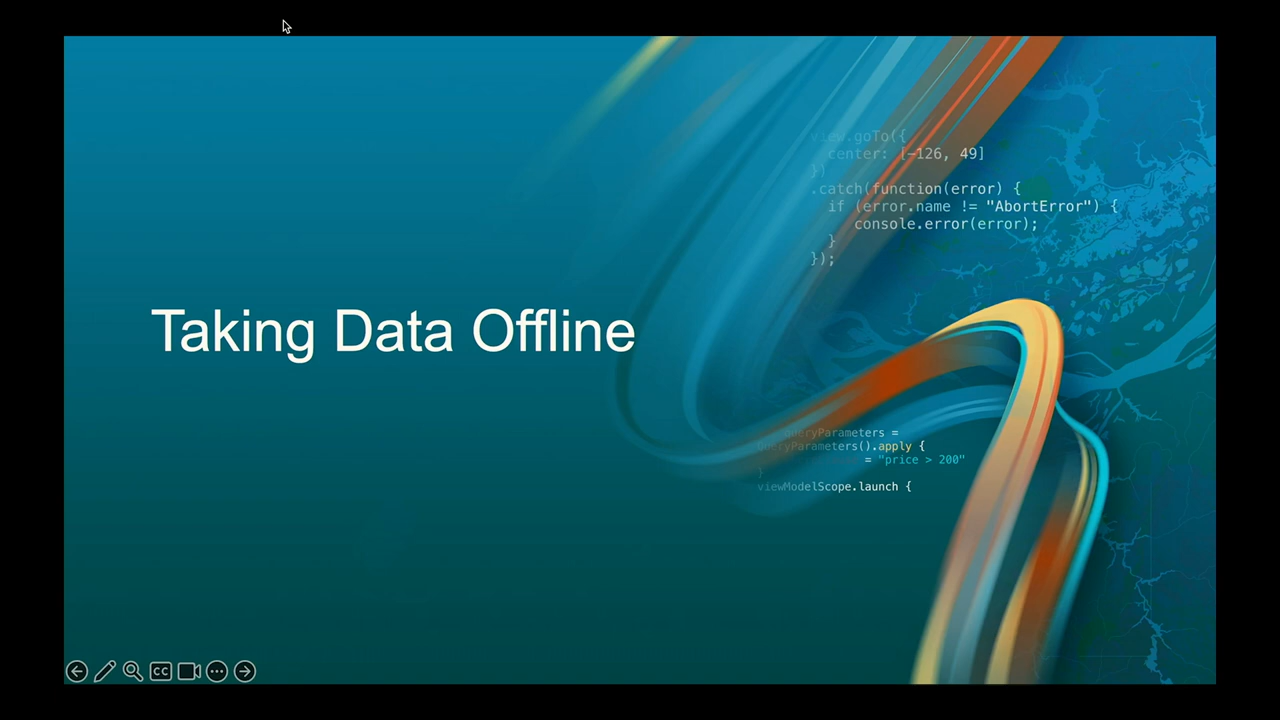 view.goTo({
center: [-126, 49]
})
.catch(function(error) {
if (error.name != "AbortError") {
console.error(error);
}
});
Taking Data Offline
queryParameters =
queryParameters().apply {
= "price > 200"
}
viewModelScope.launch {
CC